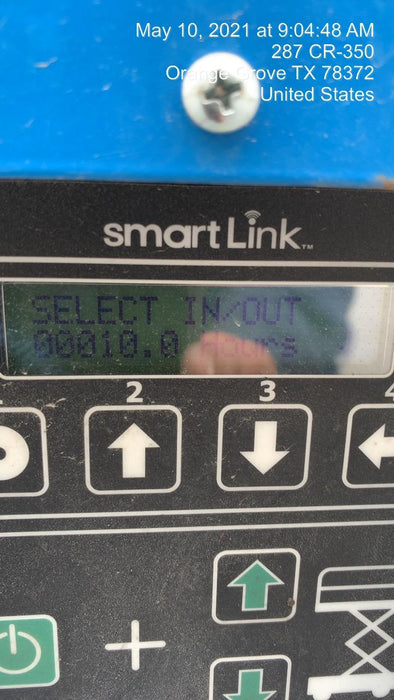 May 10, 2021 at 9:04:48 AM
287 CR-350
Orange Grove TX 78372
United States
smartLink™
SELECT IN/OUT
00010.0 Hours
2
3
4
+